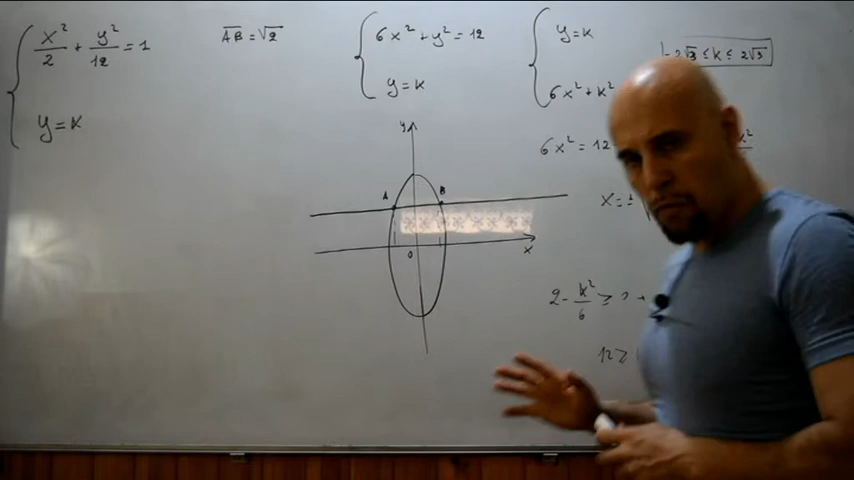 x²/2 + y²/12 = 1
y = k
AB = √2
6x² + y² = 12
y = k
y = k
6x² + k²
-2√3 ≤ k ≤ 2√3
6x² = 12
x = ±
2 - k²/6 ≥ 0
12 ≥
y
A
B
O
x